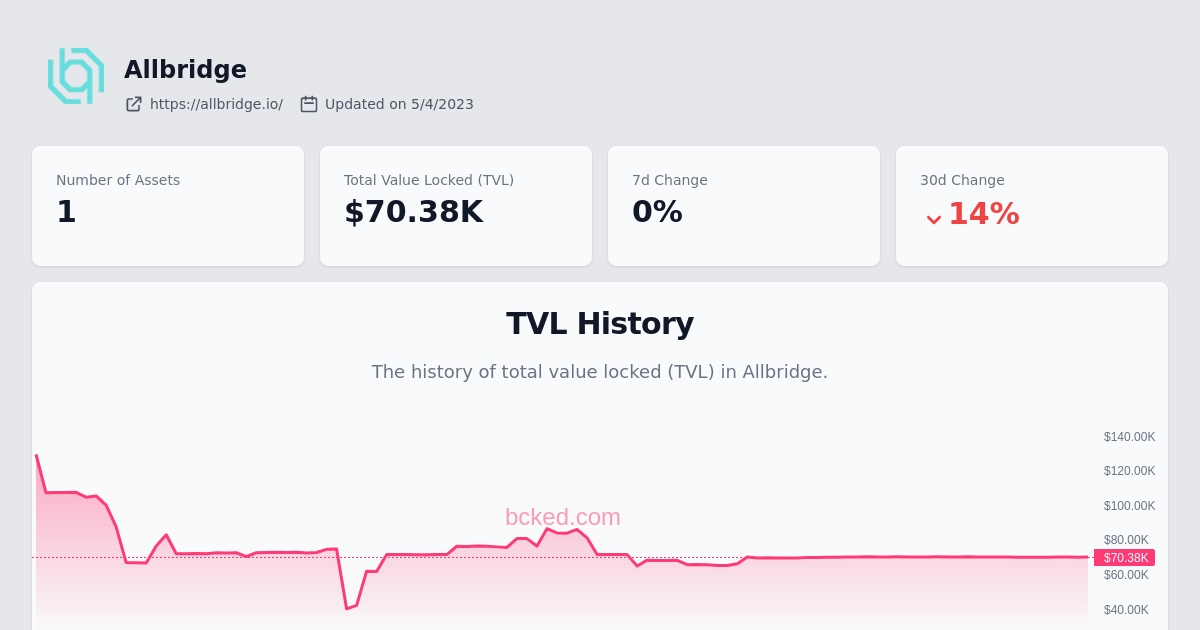 Allbridge
https://allbridge.io/ Updated on 5/4/2023
Number of Assets
1
Total Value Locked (TVL)
$70.38K
7d Change
0%
30d Change
14%
TVL History
The history of total value locked (TVL) in Allbridge.
$140.00K
$120.00K
$100.00K
bcked.com
$80.00K
$70.38K
$60.00K
$40.00K